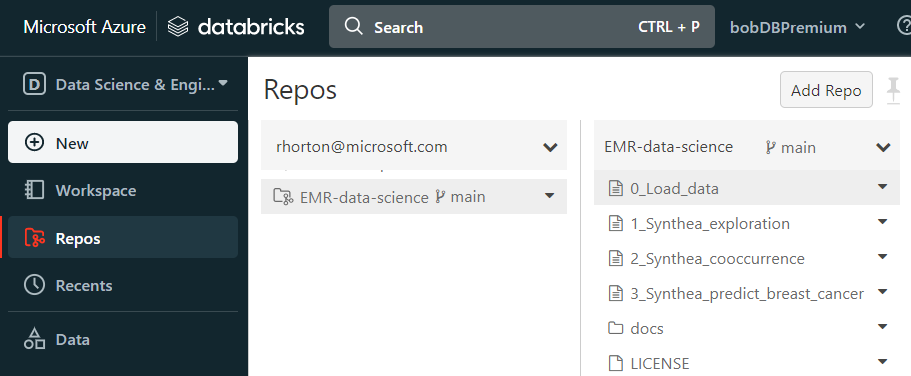 Microsoft Azure databricks Search CTRL + P bobDBPremium
D Data Science & Engi...
New
Workspace
Repos
Recents
Data
Repos
Add Repo
rhorton@microsoft.com
EMR-data-science main
EMR-data-science main
0_Load_data
1_Synthea_exploration
2_Synthea_cooccurrence
3_Synthea_predict_breast_cancer
docs
LICENSE